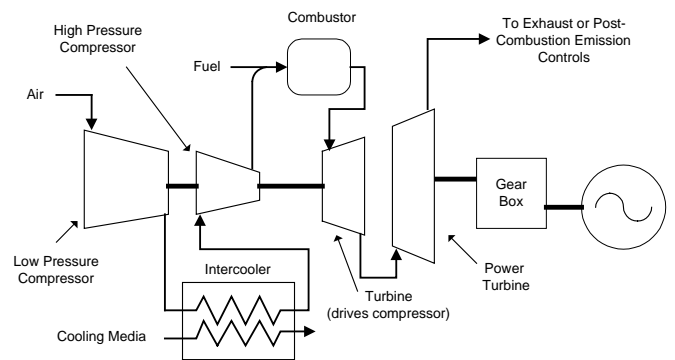 Combustor
To Exhaust or Post-
Combustion Emission
Controls
High Pressure
Compressor
Fuel
Air
Gear
Box
Low Pressure
Compressor
Intercooler
Turbine
(drives compressor)
Power
Turbine
Cooling Media